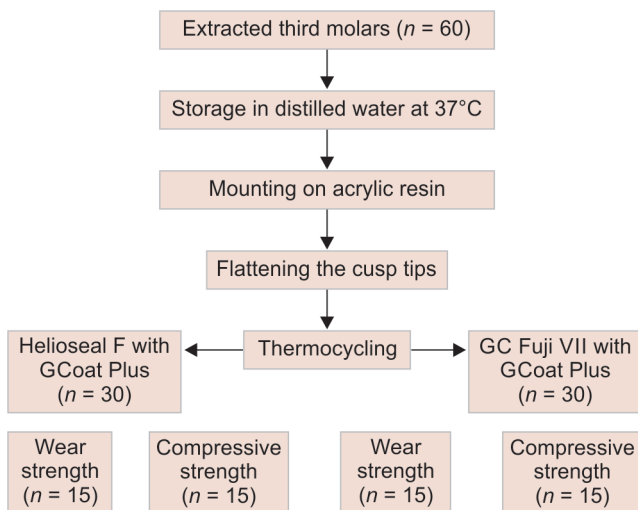 Extracted third molars (n = 60)
Storage in distilled water at 37°C
Mounting on acrylic resin
Flattening the cusp tips
Thermocycling
Helioseal F with
GCoat Plus
(n = 30)
GC Fuji VII with
GCoat Plus
(n = 30)
Wear
strength
(n = 15)
Compressive
strength
(n = 15)
Wear
strength
(n = 15)
Compressive
strength
(n = 15)